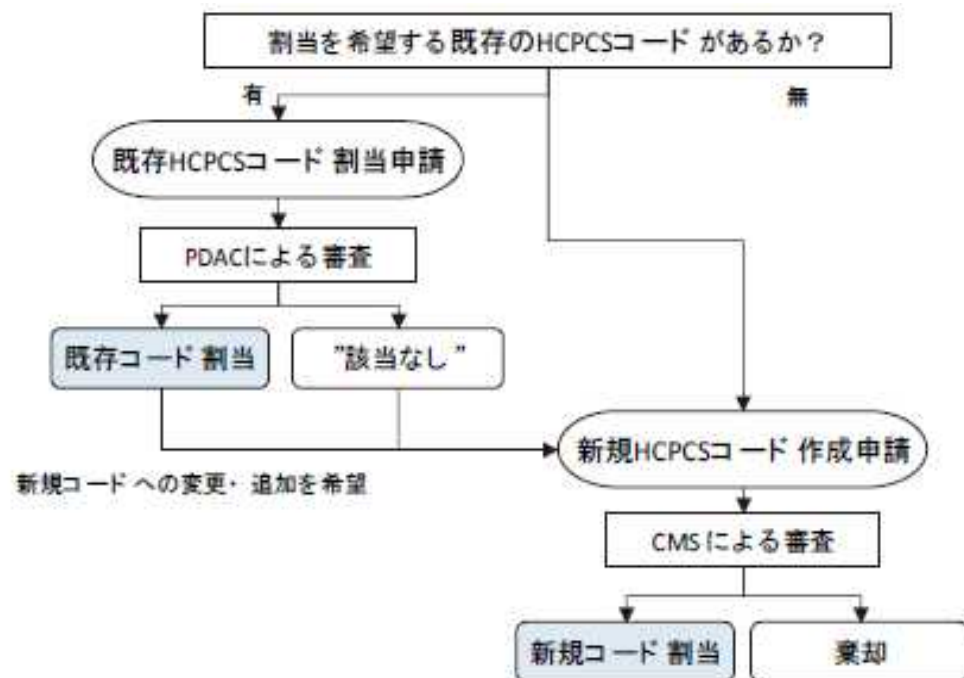 割当を希望する既存のHCPCSコード があるか？
有
無
既存HCPCSコード 割当申請
PDACによる審査
既存コード 割当
”該当なし”
新規HCPCSコード 作成申請
新規コード への変更・ 追加を希望
CMS による審査
新規コード 割当
棄却